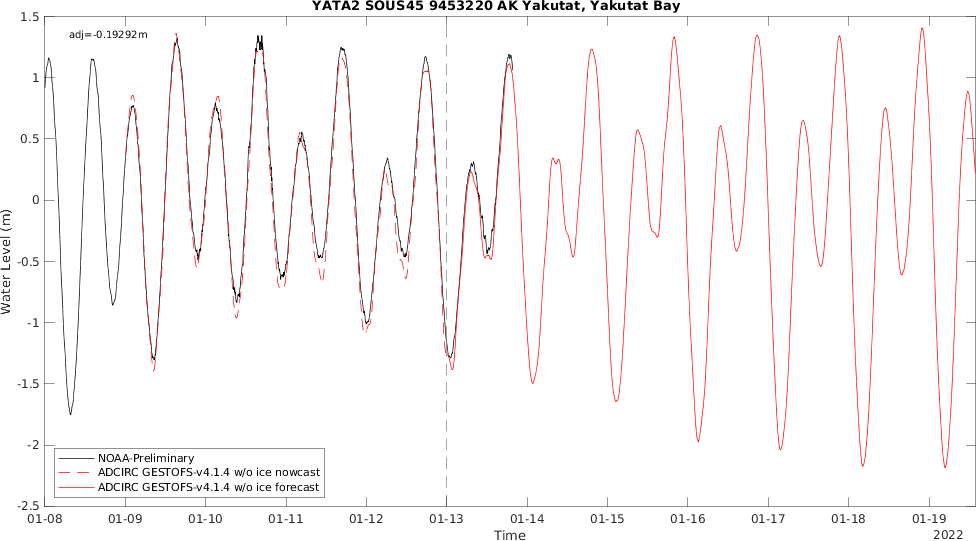 YATA2 SOUS45 9453220 AK Yakutat, Yakutat Bay
adj=-0.19292m
1.5
1
0.5
0
-0.5
-1
-1.5
-2
-2.5
Water Level (m)
NOAA-Preliminary
ADCIRC GESTOFS-v4.1.4 w/o ice nowcast
ADCIRC GESTOFS-v4.1.4 w/o ice forecast
01-08 01-09 01-10 01-11 01-12 01-13 01-14 01-15 01-16 01-17 01-18 01-19
Time
2022